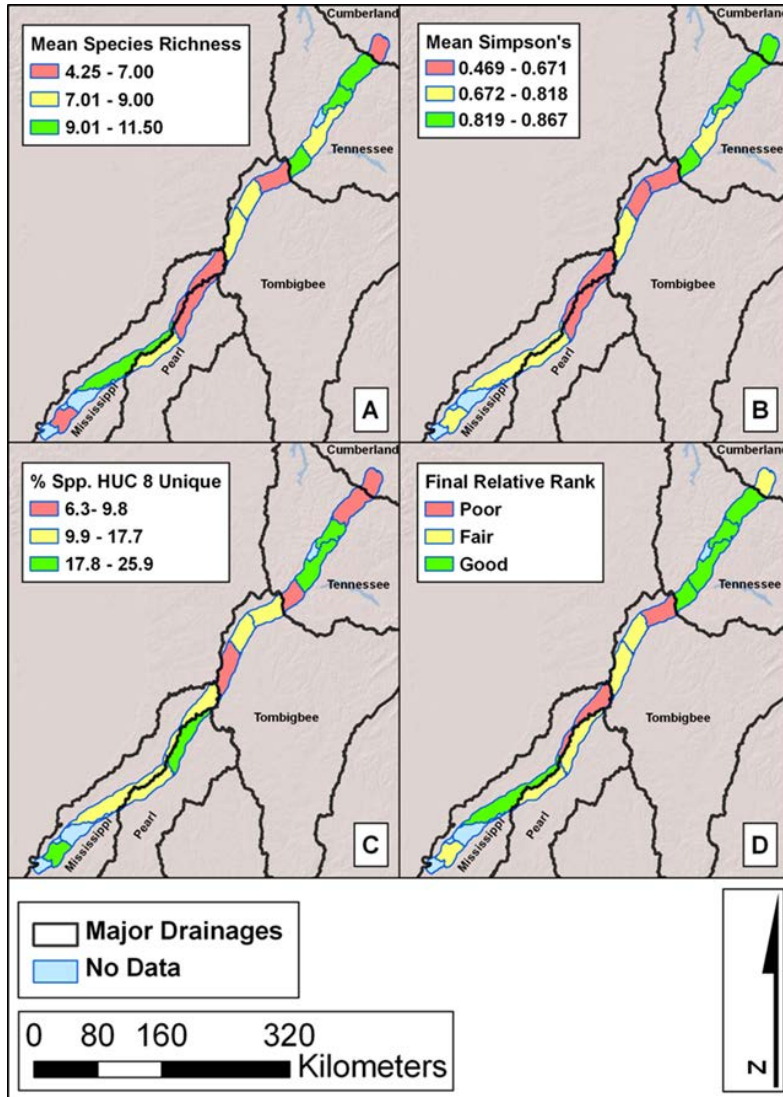 Cumberland
Mean Species Richness
4.25 - 7.00
7.01 - 9.00
9.01 - 11.50
Tennessee
Tombigbee
Pearl
Mississippi
A
Cumberland
Mean Simpson's
0.469 - 0.671
0.672 - 0.818
0.819 - 0.867
Tennessee
Tombigbee
Pearl
Mississippi
B
Cumberland
% Spp. HUC 8 Unique
6.3- 9.8
9.9 - 17.7
17.8 - 25.9
Tennessee
Tombigbee
Pearl
Mississippi
C
Cumberland
Final Relative Rank
Poor
Fair
Good
Tennessee
Tombigbee
Pearl
Mississippi
D
Major Drainages
No Data
0 80 160 320
Kilometers
N